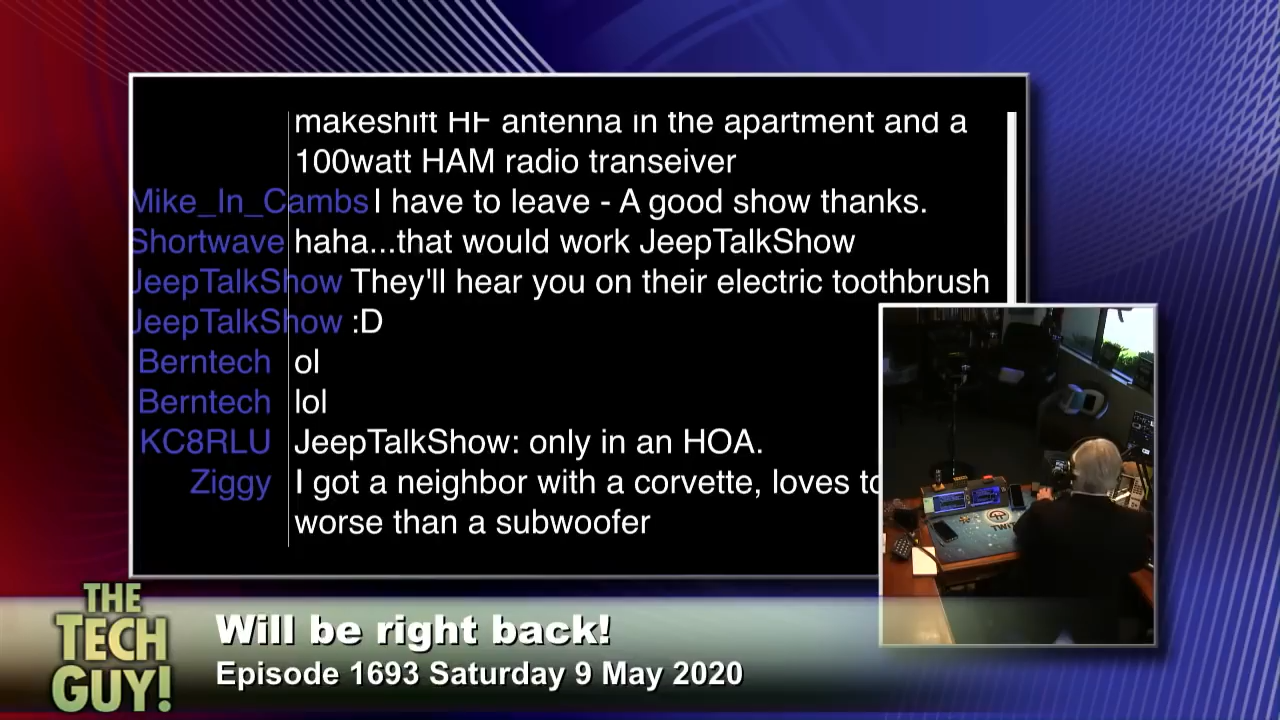 makeshift HF antenna in the apartment and a
100watt HAM radio transeiver
Mike_In_Cambs I have to leave - A good show thanks.
Shortwave haha...that would work JeepTalkShow
JeepTalkShow They'll hear you on their electric toothbrush
JeepTalkShow :D
Berntech ol
Berntech lol
KC8RLU JeepTalkShow: only in an HOA.
Ziggy I got a neighbor with a corvette, loves to
worse than a subwoofer
TWiT
THE
TECH
GUY!
Will be right back!
Episode 1693 Saturday 9 May 2020